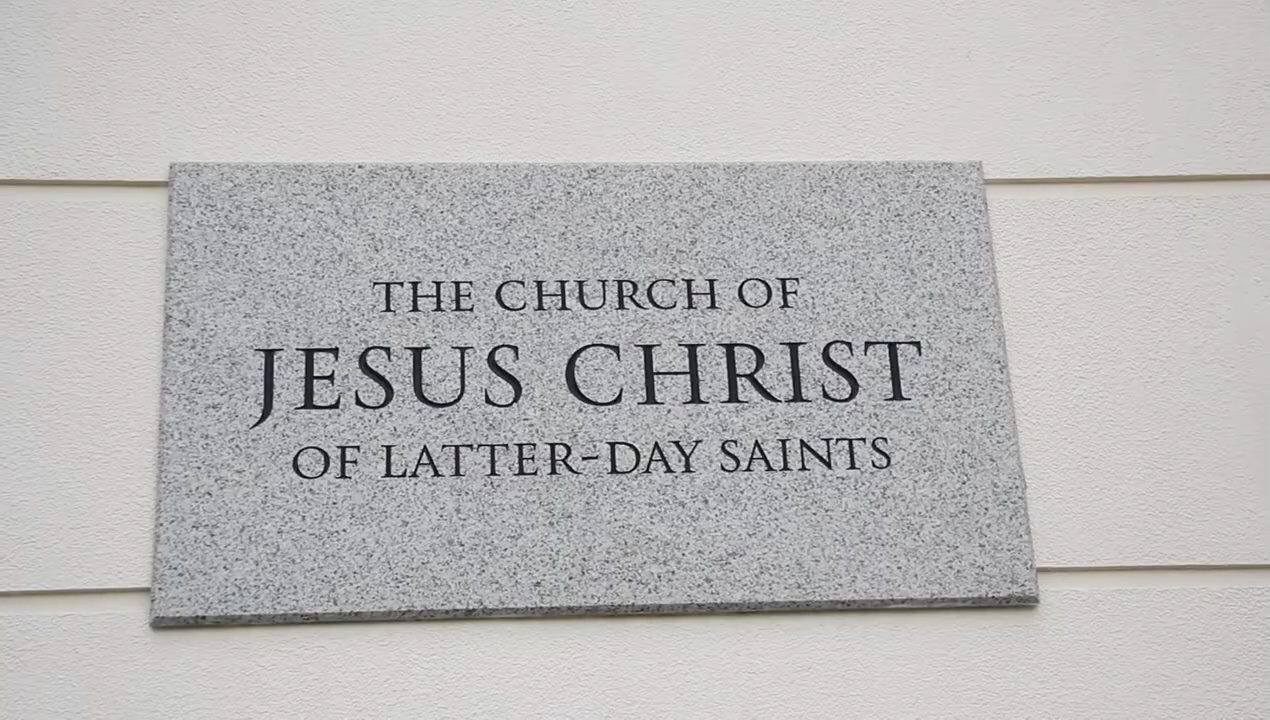 THE CHURCH OF
JESUS CHRIST
OF LATTER-DAY SAINTS